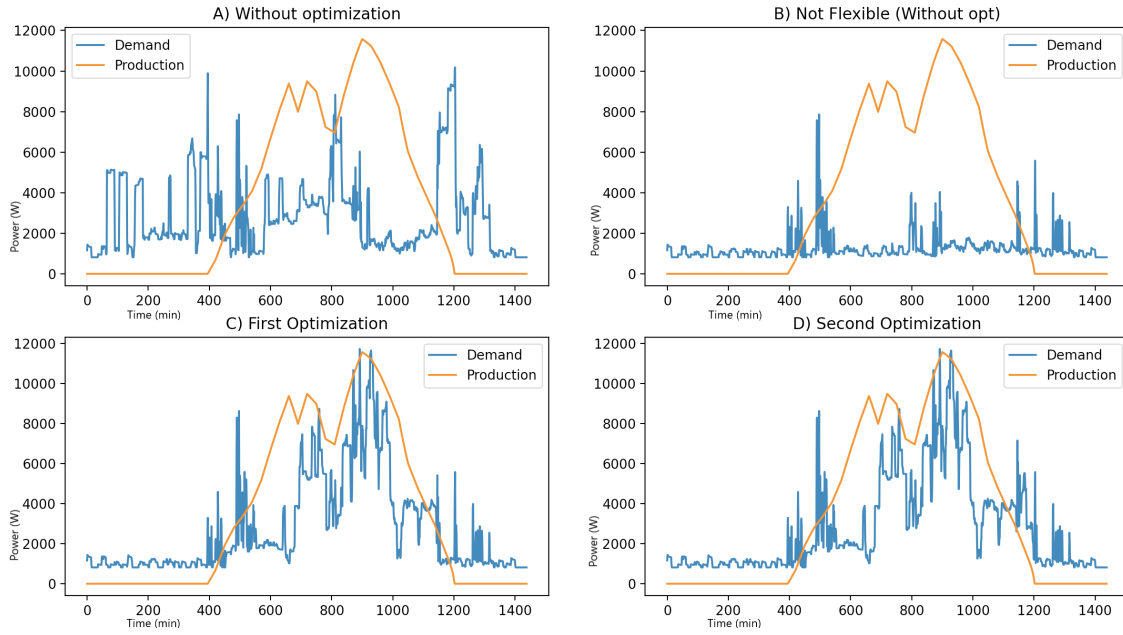 A) Without optimization
12000
10000
8000
6000
4000
2000
0
Power (W)
Demand
Production
0 200 400 600 800 1000 1200 1400
Time (min)
B) Not Flexible (Without opt)
12000
10000
8000
6000
4000
2000
0
Power (W)
Demand
Production
0 200 400 600 800 1000 1200 1400
Time (min)
C) First Optimization
12000
10000
8000
6000
4000
2000
0
Power (W)
Demand
Production
0 200 400 600 800 1000 1200 1400
Time (min)
D) Second Optimization
12000
10000
8000
6000
4000
2000
0
Power (W)
Demand
Production
0 200 400 600 800 1000 1200 1400
Time (min)